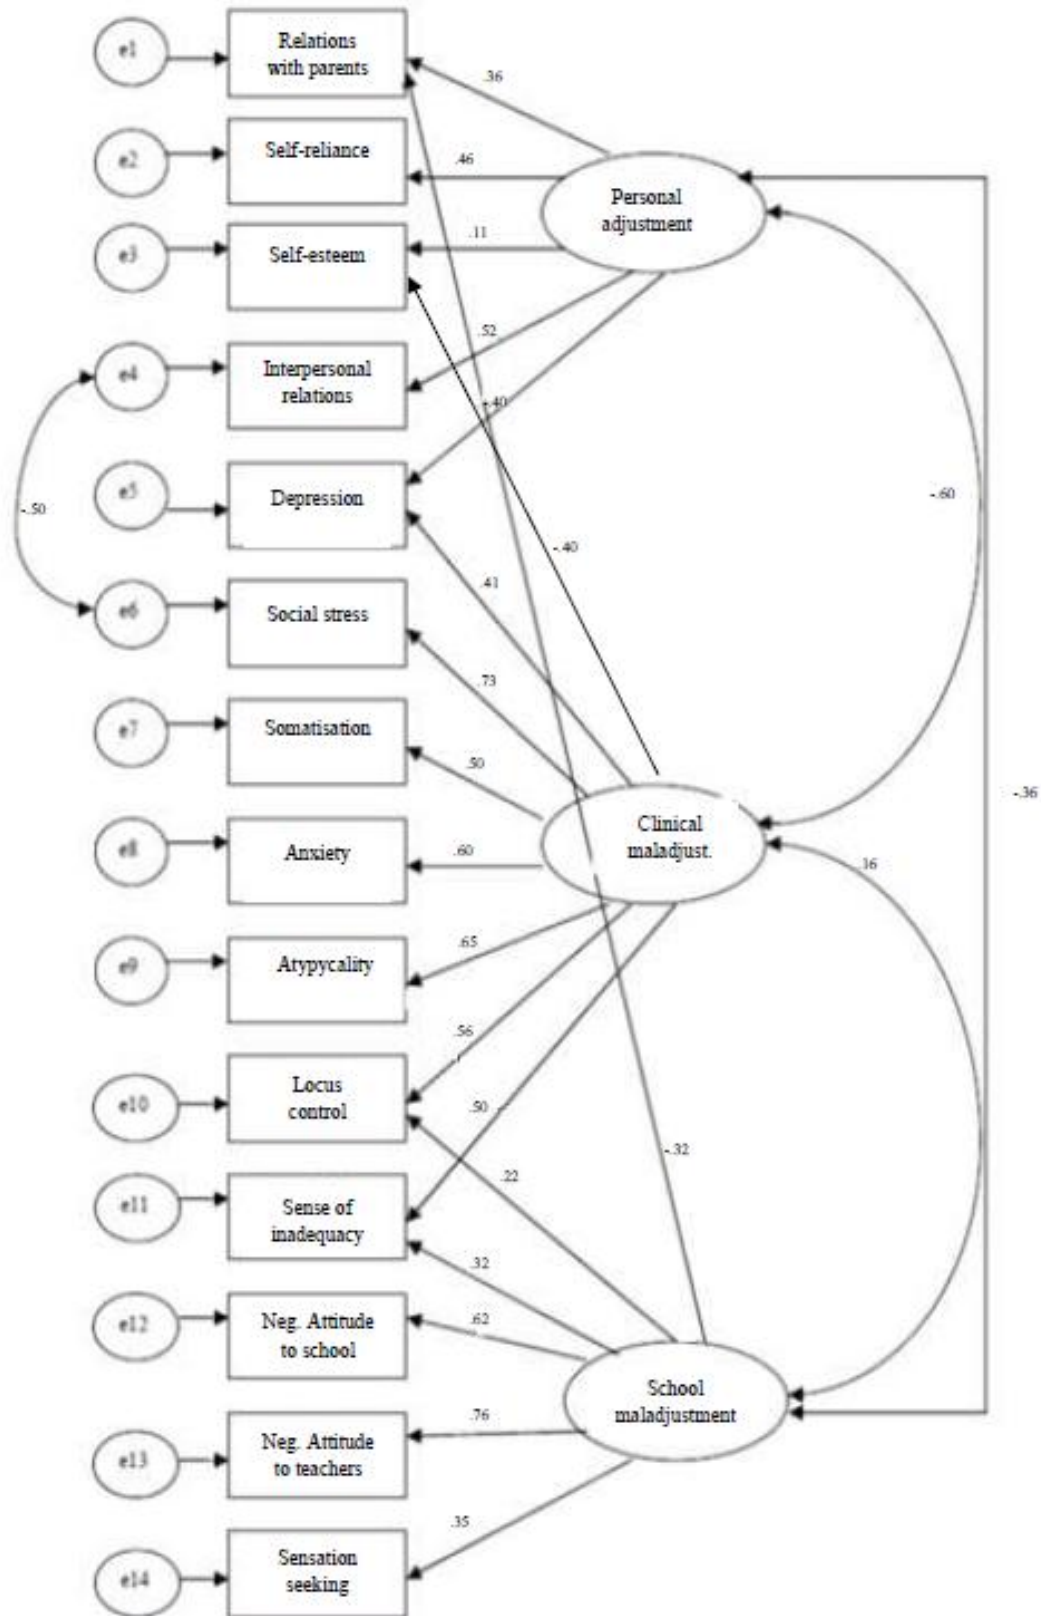 e1
Relations
with parents
.36
e2
Self-reliance
.46
Personal
adjustment
e3
Self-esteem
.11
.52
e4
Interpersonal
relations
-.40
e5
Depression
-.50
-.60
-.40
.41
e6
Social stress
.73
e7
Somatisation
.50
-.36
Clinical
maladjust.
e8
Anxiety
.60
.16
.65
e9
Atypycality
.56
e10
Locus
control
.50
-.32
.22
e11
Sense of
inadequacy
.32
e12
Neg. Attitude
to school
.62
School
maladjustment
.76
e13
Neg. Attitude
to teachers
.35
e14
Sensation
seeking